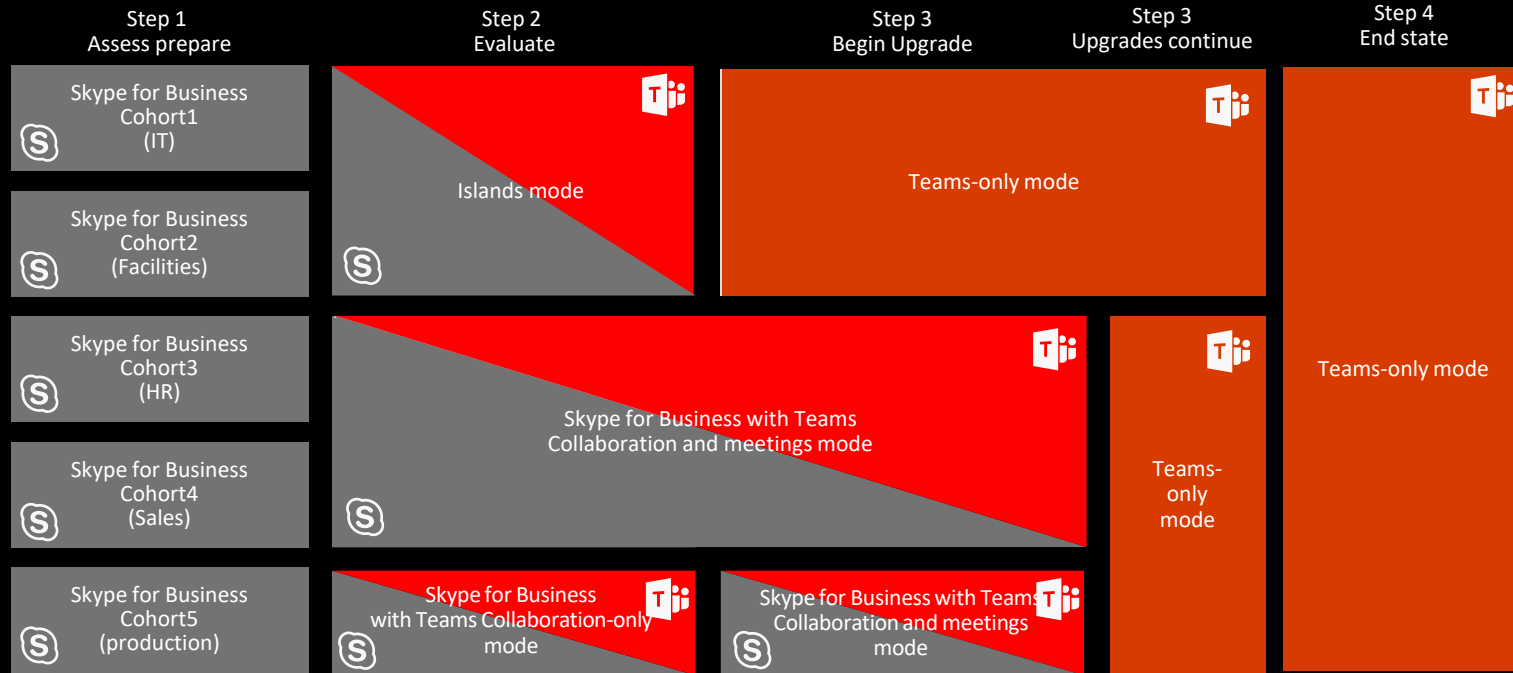 Step 1
Assess prepare
Step 2
Evaluate
Step 3
Begin Upgrade
Step 3
Upgrades continue
Step 4
End state
Skype for Business
Cohort1
(IT)
S
Skype for Business
Cohort2
(Facilities)
S
Skype for Business
Cohort3
(HR)
S
Skype for Business
Cohort4
(Sales)
S
Skype for Business
Cohort5
(production)
S
T
Islands mode
S
T
Teams-only mode
T
Skype for Business with Teams
Collaboration and meetings mode
S
T
Teams-
only
mode
T
Teams-only mode
T
Skype for Business
with Teams Collaboration-only
mode
S
T
Skype for Business with Teams
Collaboration and meetings
mode
S